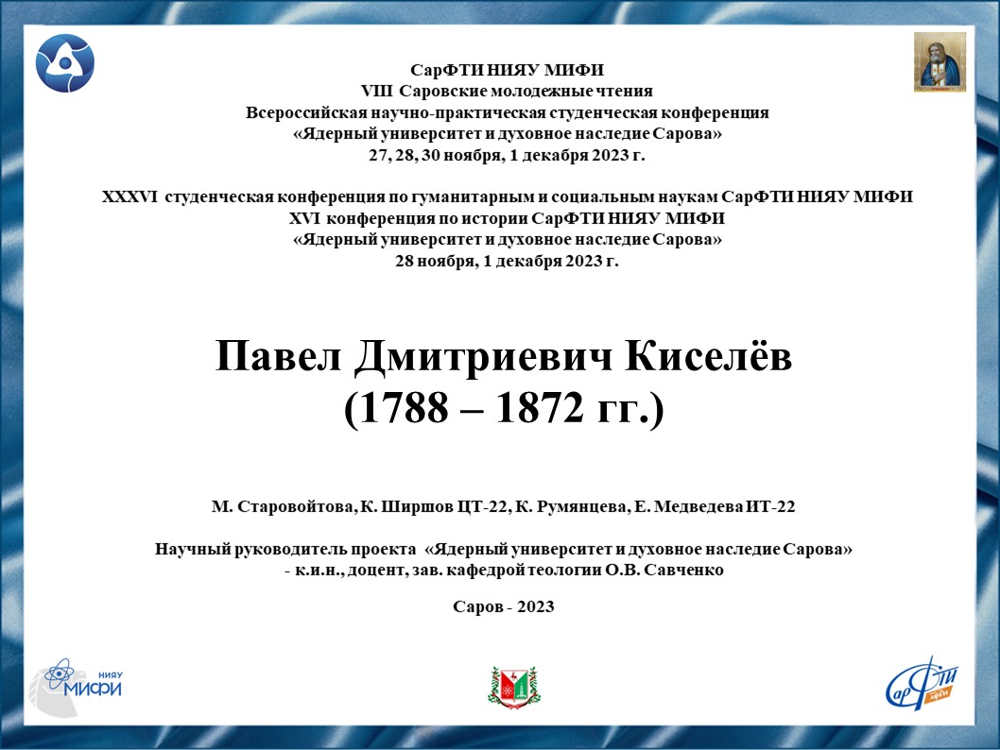 СарФТИ НИЯУ МИФИ
VIII Саровские молодежные чтения
Всероссийская научно-практическая студенческая конференция
«Ядерный университет и духовное наследие Сарова»
27, 28, 30 ноября, 1 декабря 2023 г.
XXXVI студенческая конференция по гуманитарным и социальным наукам СарФТИ НИЯУ МИФИ
XVI конференция по истории СарФТИ НИЯУ МИФИ
«Ядерный университет и духовное наследие Сарова»
28 ноября, 1 декабря 2023 г.
Павел Дмитриевич Киселёв
(1788 – 1872 гг.)
М. Старовойтова, К. Ширшов ЦТ-22, К. Румянцева, Е. Медведева ИТ-22
Научный руководитель проекта «Ядерный университет и духовное наследие Сарова»
- к.и.н., доцент, зав. кафедрой теологии О.В. Савченко
Саров - 2023
НИЯУ
МИФИ
СарФТИ